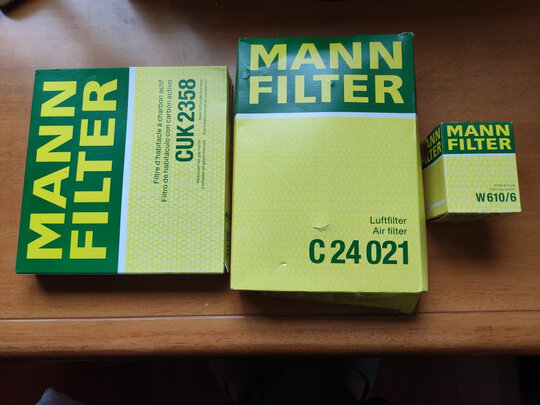 MANN
FILTER
Filtre d'habitacle à charbon actif
Filtro de habitáculo con carbón activo
CUK 2358
MANN
FILTER
Luftfilter
Air filter
C 24 021
MANN
FILTER
W 610/6